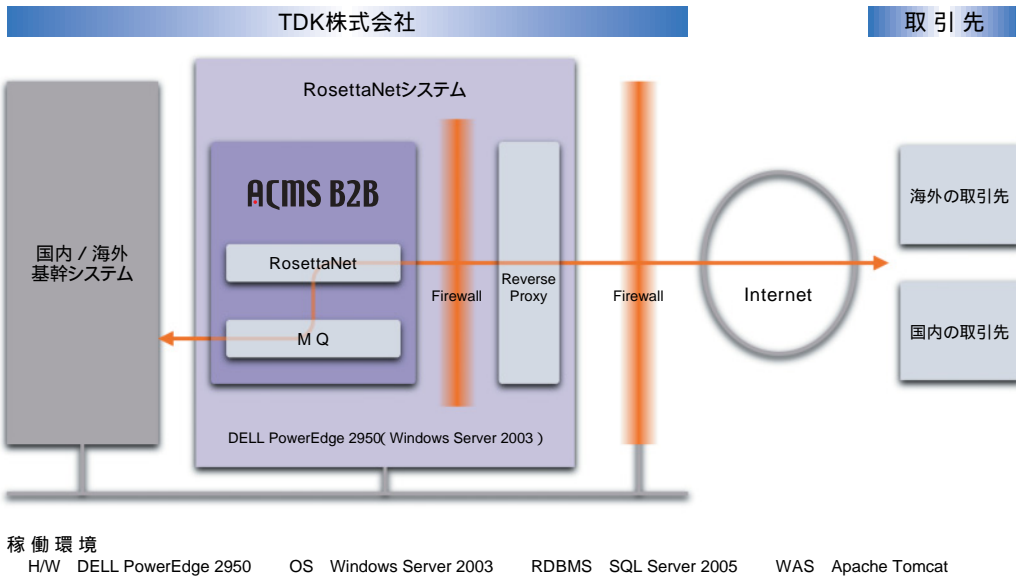 TDK株式会社
取引先
RosettaNetシステム
ACMS B2B
国内 / 海外
基幹システム
RosettaNet
MQ
Firewall
Reverse
Proxy
Firewall
Internet
海外の取引先
国内の取引先
DELL PowerEdge 2950( Windows Server 2003 )
稼働環境
H/W DELL PowerEdge 2950 OS Windows Server 2003 RDBMS SQL Server 2005 WAS Apache Tomcat